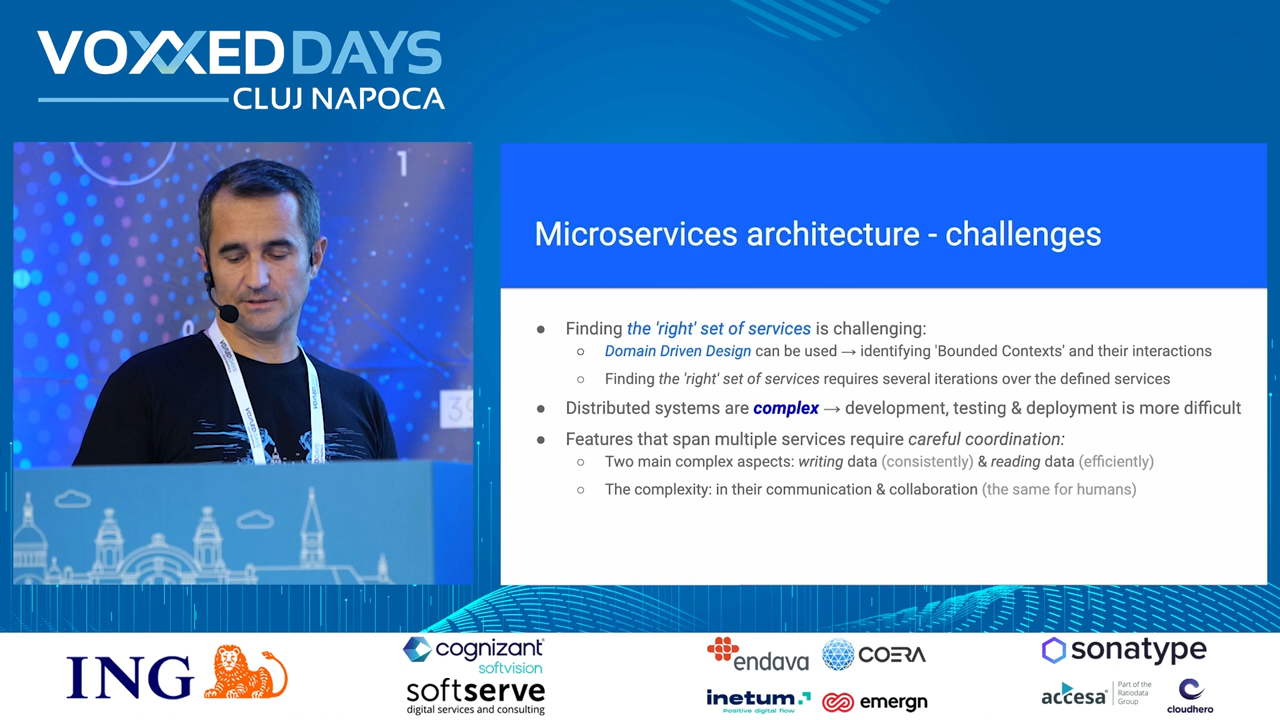 VOXXEDDAYS
CLUJ NAPOCA
1
0
39
Microservices architecture - challenges
● Finding the 'right' set of services is challenging:
○ Domain Driven Design can be used → identifying 'Bounded Contexts' and their interactions
○ Finding the 'right' set of services requires several iterations over the defined services
● Distributed systems are complex → development, testing & deployment is more difficult
● Features that span multiple services require careful coordination:
○ Two main complex aspects: writing data (consistently) & reading data (efficiently)
○ The complexity: in their communication & collaboration (the same for humans)
ING
cognizant
softvision
softserve
digital services and consulting
endava
COERA
inetum.
Positive digital flow
emergn
sonatype
accesa
Part of the
Ratiodata
Group
cloudhero